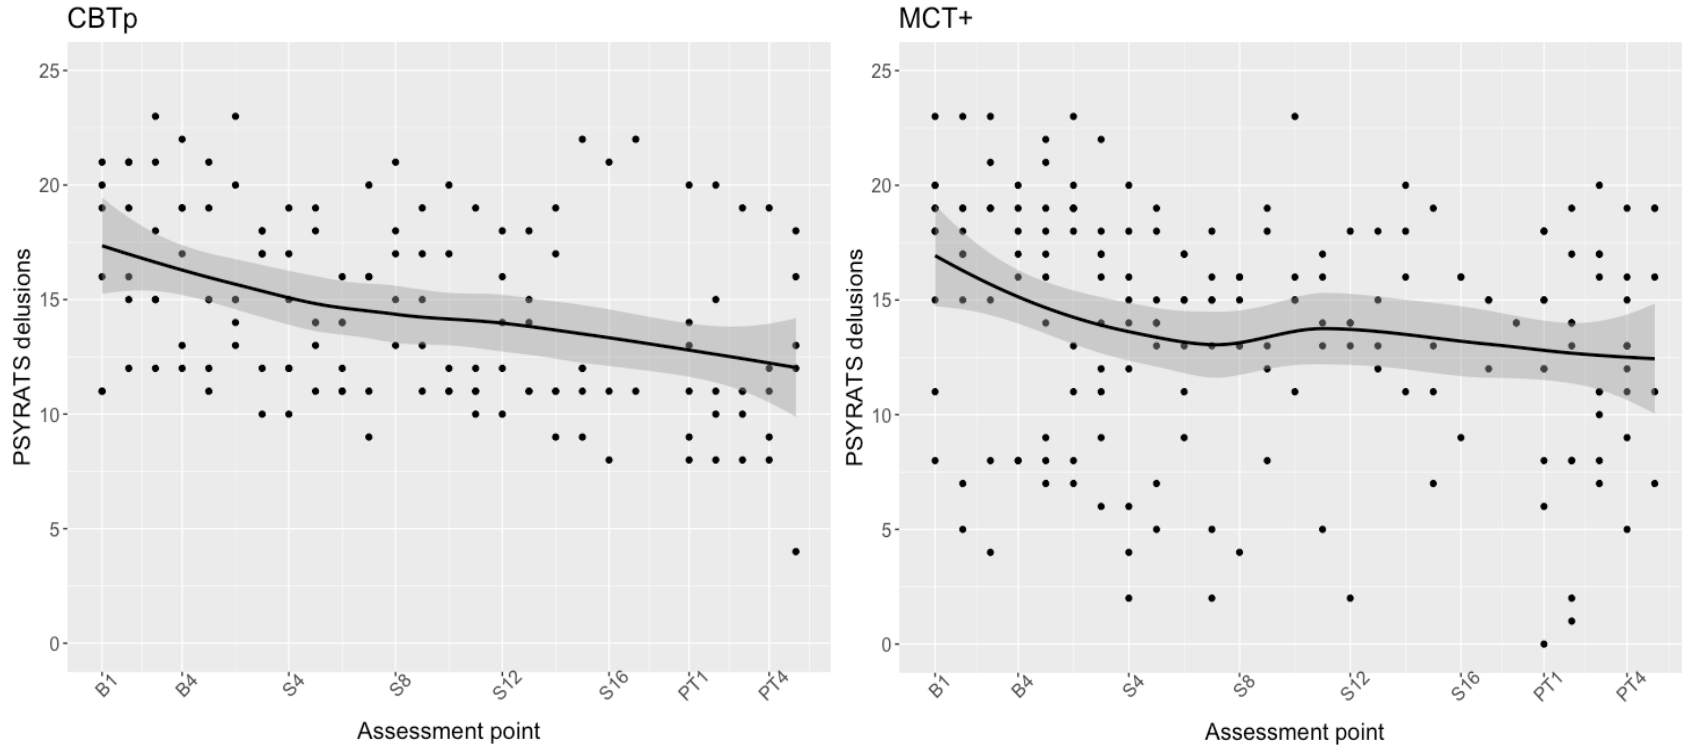 CBTp
PSYRATS delusions
25
20
15
10
5
0
B1 B4 S4 S8 S12 S16 PT1 PT4
Assessment point
MCT+
PSYRATS delusions
25
20
15
10
5
0
B1 B4 S4 S8 S12 S16 PT1 PT4
Assessment point